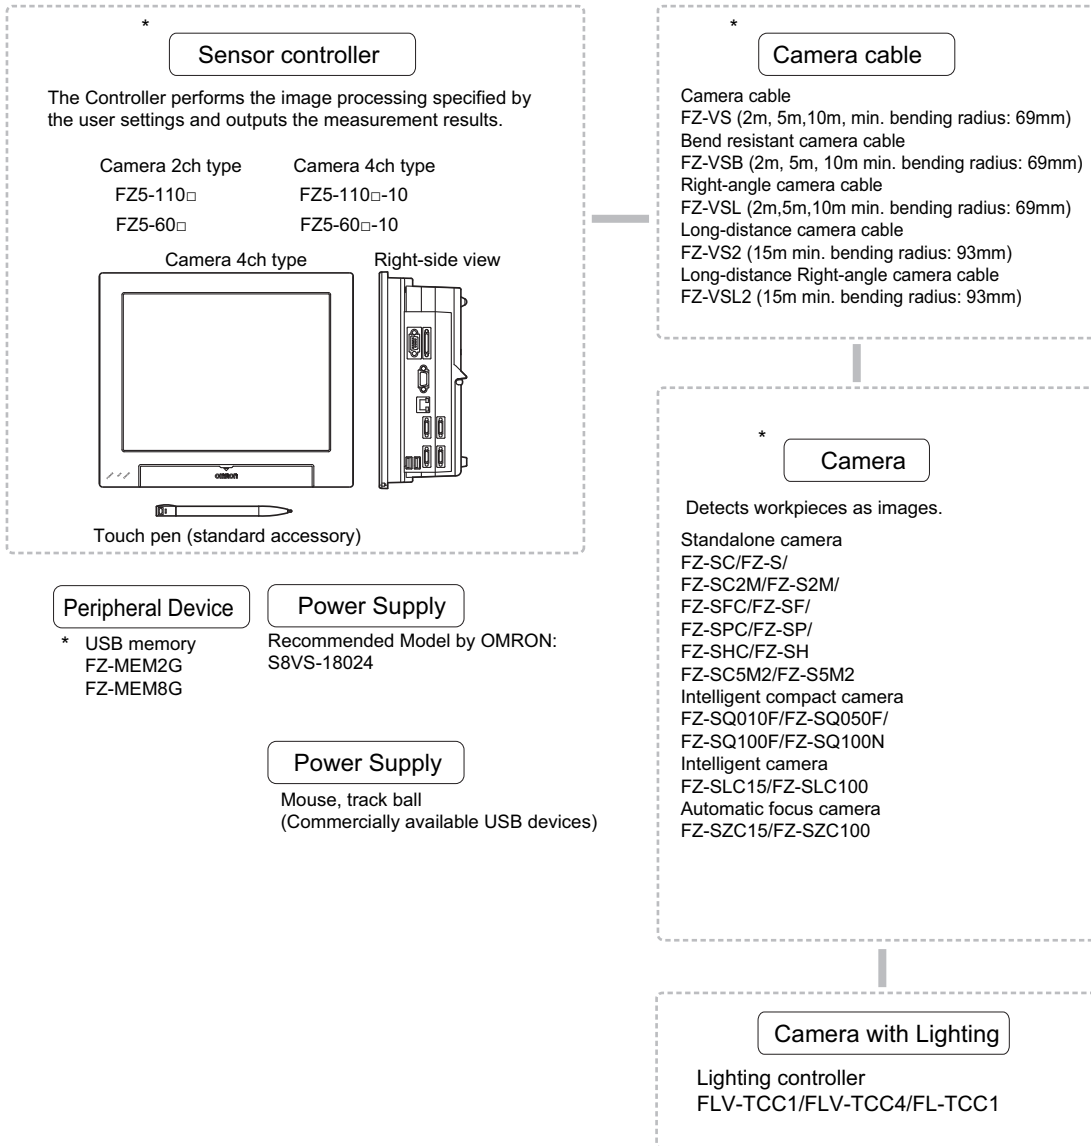 *
Sensor controller
The Controller performs the image processing specified by
the user settings and outputs the measurement results.
Camera 2ch type
Camera 4ch type
FZ5-110□
FZ5-110□-10
FZ5-60□
FZ5-60□-10
Camera 4ch type
Right-side view
OMRON
Touch pen (standard accessory)
Peripheral Device
* USB memory
FZ-MEM2G
FZ-MEM8G
Power Supply
Recommended Model by OMRON:
S8VS-18024
Power Supply
Mouse, track ball
(Commercially available USB devices)
*
Camera cable
Camera cable
FZ-VS (2m, 5m,10m, min. bending radius: 69mm)
Bend resistant camera cable
FZ-VSB (2m, 5m, 10m min. bending radius: 69mm)
Right-angle camera cable
FZ-VSL (2m,5m,10m min. bending radius: 69mm)
Long-distance camera cable
FZ-VS2 (15m min. bending radius: 93mm)
Long-distance Right-angle camera cable
FZ-VSL2 (15m min. bending radius: 93mm)
*
Camera
Detects workpieces as images.
Standalone camera
FZ-SC/FZ-S/
FZ-SC2M/FZ-S2M/
FZ-SFC/FZ-SF/
FZ-SPC/FZ-SP/
FZ-SHC/FZ-SH
FZ-SC5M2/FZ-S5M2
Intelligent compact camera
FZ-SQ010F/FZ-SQ050F/
FZ-SQ100F/FZ-SQ100N
Intelligent camera
FZ-SLC15/FZ-SLC100
Automatic focus camera
FZ-SZC15/FZ-SZC100
Camera with Lighting
Lighting controller
FLV-TCC1/FLV-TCC4/FL-TCC1